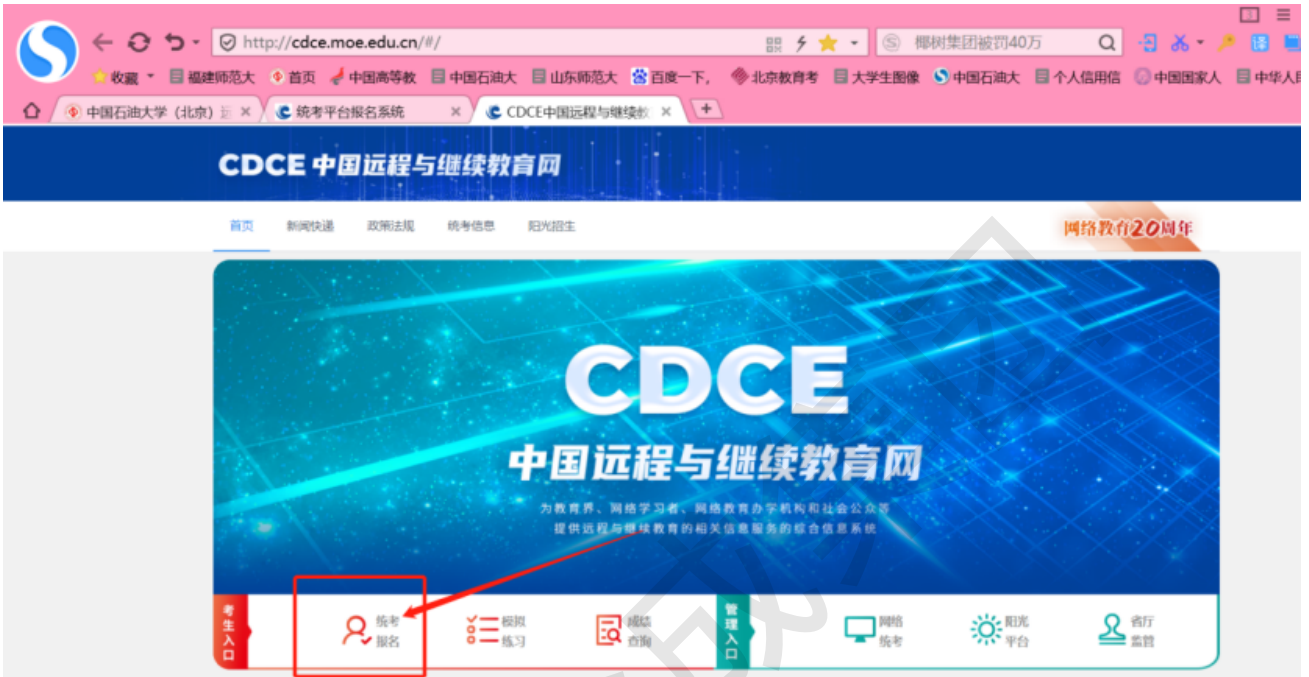 http://cdce.moe.edu.cn/#/
椰树集团被罚40万
译
收藏 福建师范大 首页 中国高等教 中国石油大 山东师范大 百度一下, 北京教育考 大学生图像 中国石油大 个人信用信 中国国家人 中华人民
中国石油大学（北京）远 统考平台报名系统 CDCE中国远程与继续教
CDCE 中国远程与继续教育网
首页 新闻快递 政策法规 统考信息 阳光招生
网络教育20周年
CDCE
中国远程与继续教育网
为教育界、网络学习者、网络教育办学机构和社会公众等
提供远程与继续教育的相关信息服务的综合信息系统
考生入口
统考
报名
模拟
练习
成绩
查询
管理入口
网络
统考
阳光
平台
省厅
监管